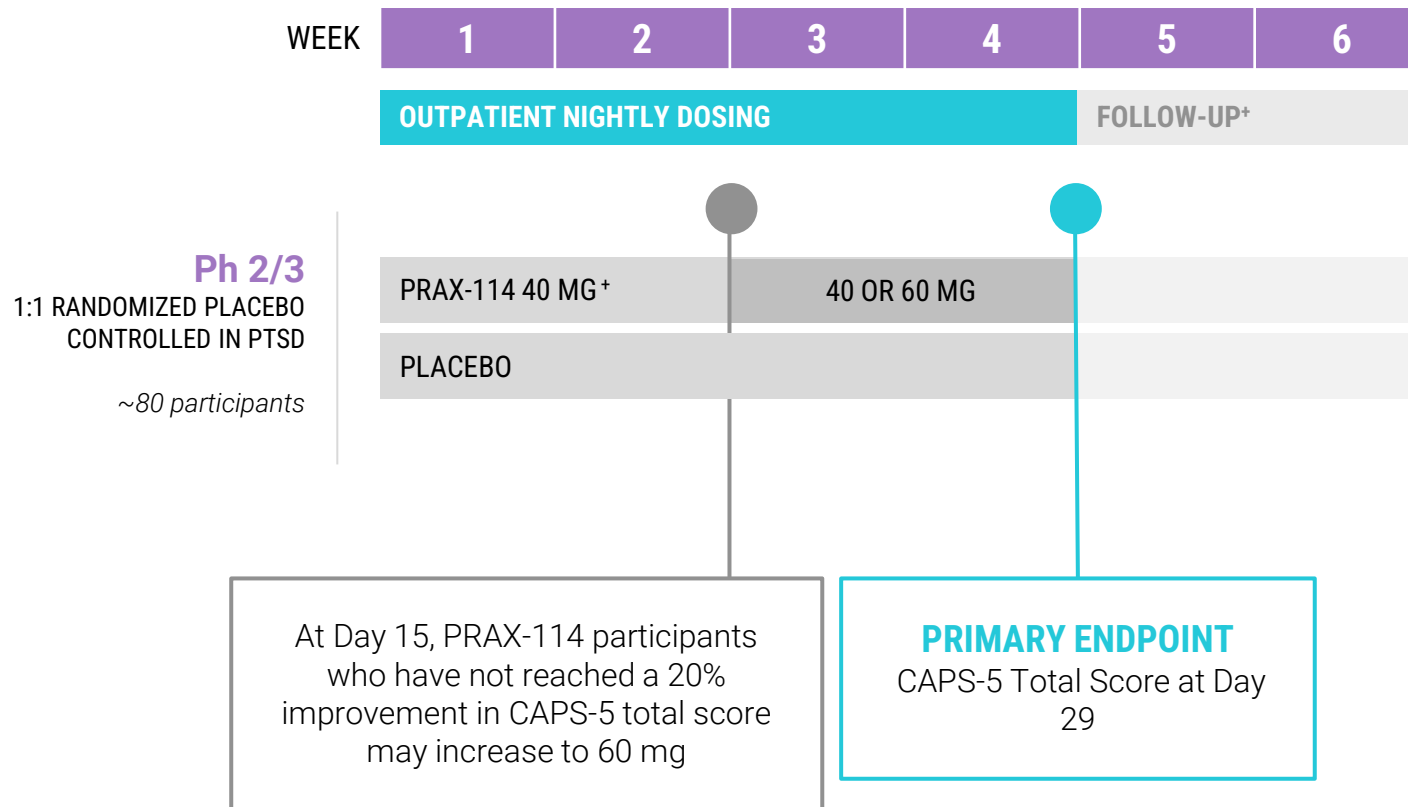 WEEK 1 2 3 4 5 6
OUTPATIENT NIGHTLY DOSING FOLLOW-UP⁺
Ph 2/3
1:1 RANDOMIZED PLACEBO
CONTROLLED IN PTSD
~80 participants
PRAX-114 40 MG⁺ 40 OR 60 MG
PLACEBO
At Day 15, PRAX-114 participants
who have not reached a 20%
improvement in CAPS-5 total score
may increase to 60 mg
PRIMARY ENDPOINT
CAPS-5 Total Score at Day
29